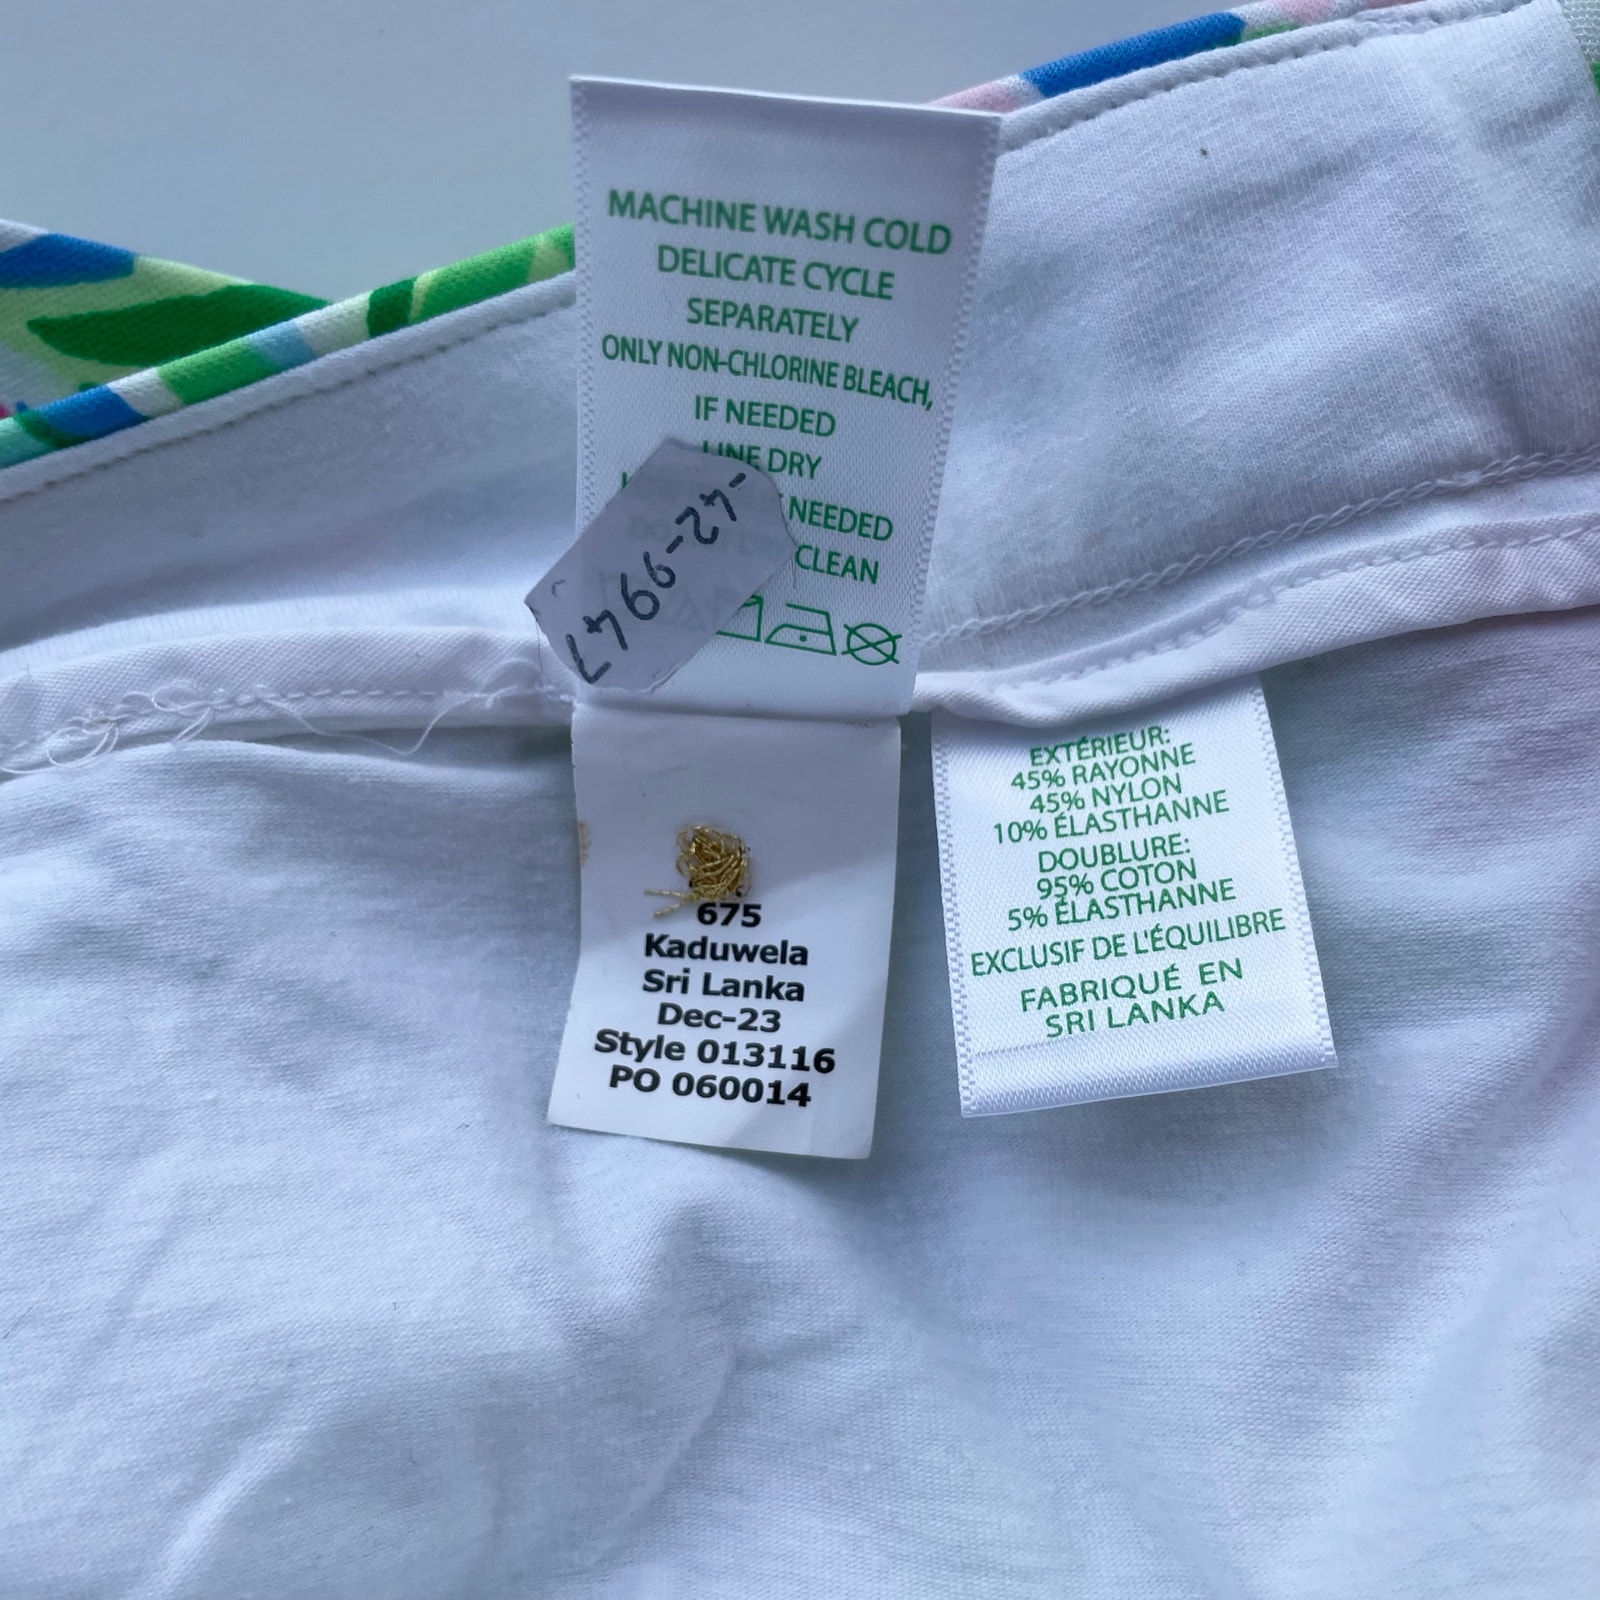 MACHINE WASH COLD
DELICATE CYCLE
SEPARATELY
ONLY NON-CHLORINE BLEACH,
IF NEEDED
LINE DRY
NEEDED
CLEAN
-42-9947
675
Kaduwela
Sri Lanka
Dec-23
Style 013116
PO 060014
EXTÉRIEUR:
45% RAYONNE
45% NYLON
10% ÉLASTHANNE
DOUBLURE:
95% COTON
5% ÉLASTHANNE
EXCLUSIF DE L'ÉQUILIBRE
FABRIQUÉ EN
SRI LANKA